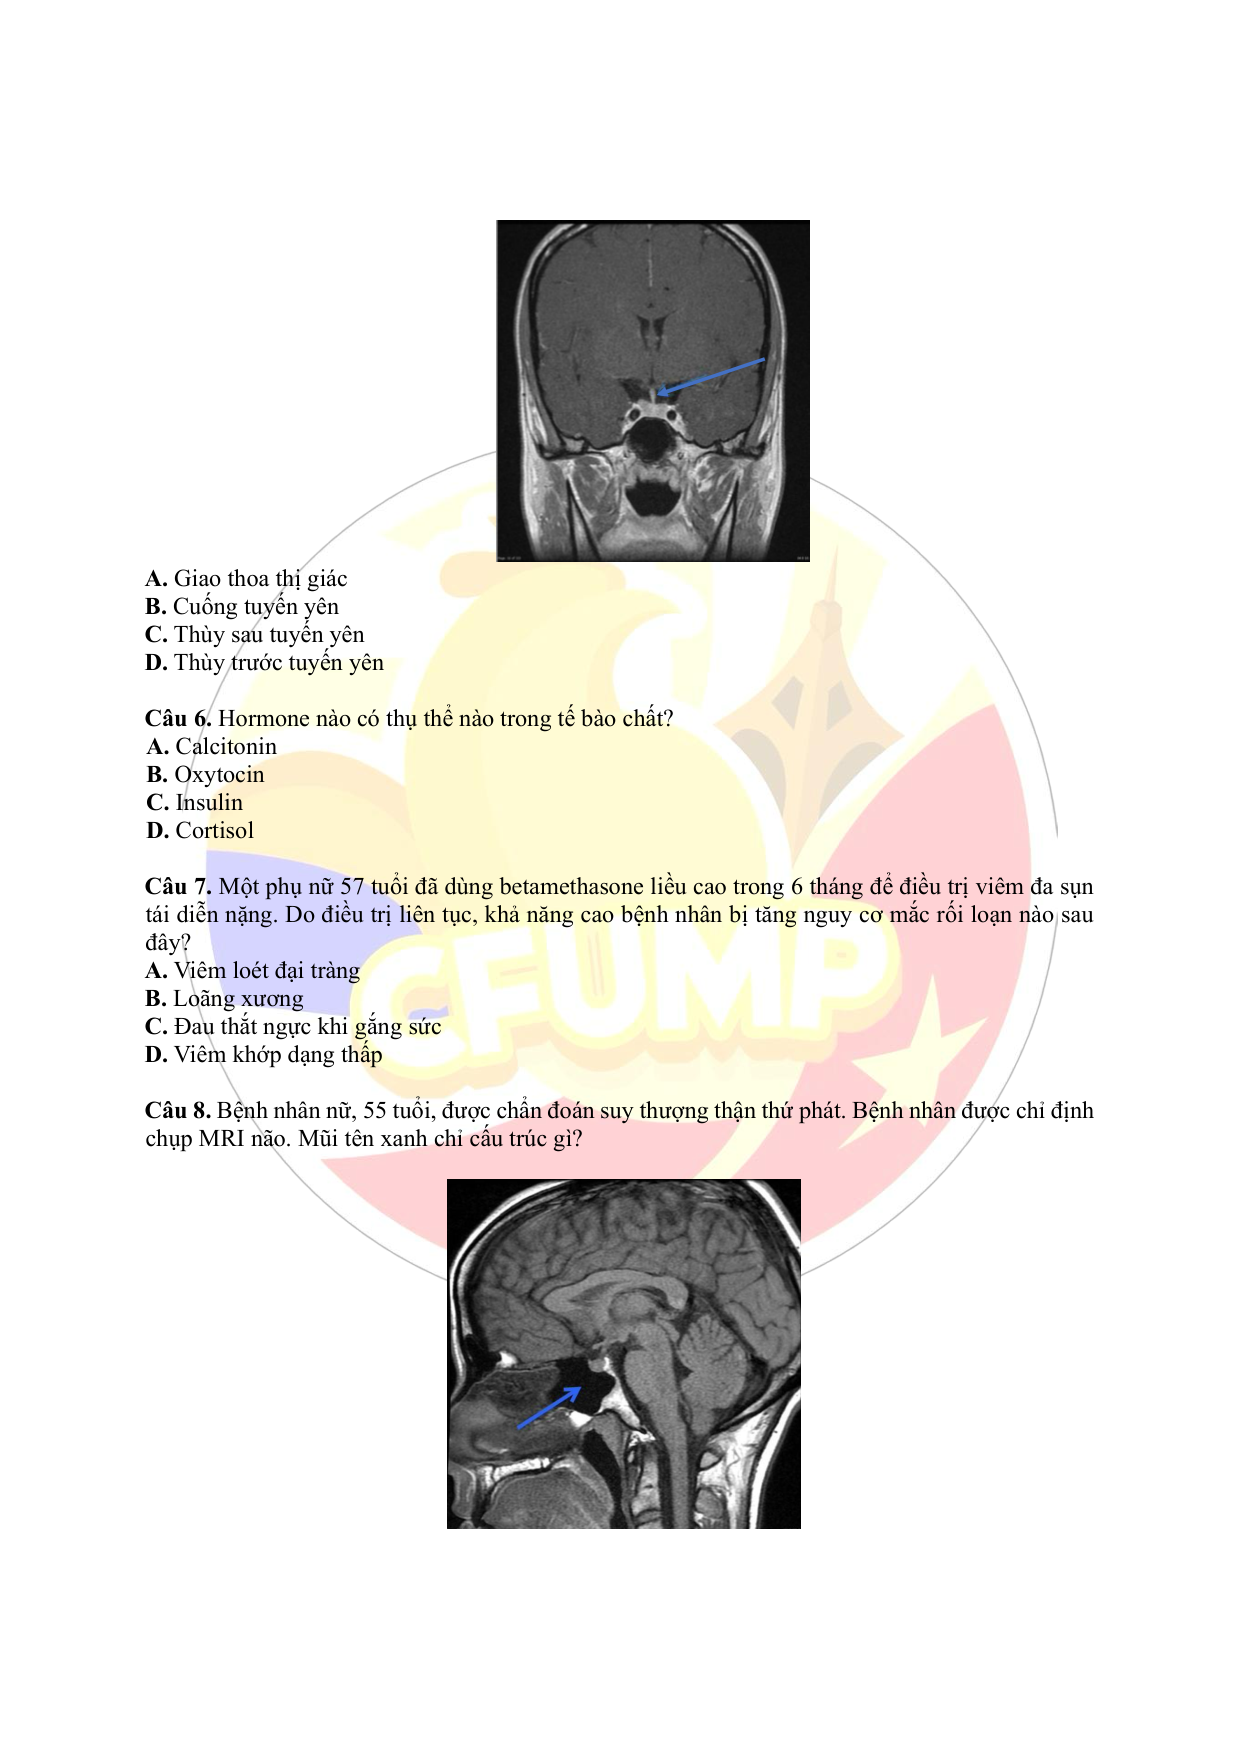 A. Giao thoa thị giác
B. Cuống tuyến yên
C. Thùy sau tuyến yên
D. Thùy trước tuyến yên
Câu 6. Hormone nào có thụ thể nào trong tế bào chất?
A. Calcitonin
B. Oxytocin
C. Insulin
D. Cortisol
Câu 7. Một phụ nữ 57 tuổi đã dùng betamethasone liều cao trong 6 tháng để điều trị viêm đa sụn
tái diễn nặng. Do điều trị liên tục, khả năng cao bệnh nhân bị tăng nguy cơ mắc rối loạn nào sau
đây?
A. Viêm loét đại tràng
B. Loãng xương
C. Đau thắt ngực khi gắng sức
D. Viêm khớp dạng thấp
CFUMP
Câu 8. Bệnh nhân nữ, 55 tuổi, được chẩn đoán suy thượng thận thứ phát. Bệnh nhân được chỉ định
chụp MRI não. Mũi tên xanh chỉ cấu trúc gì?